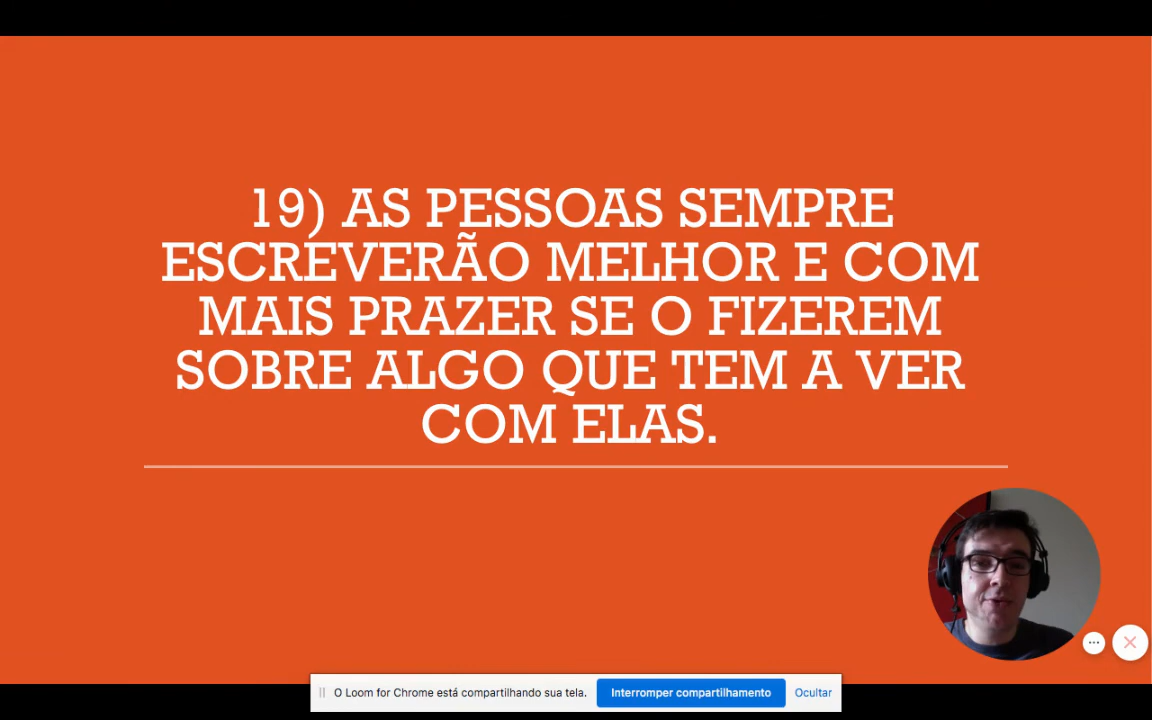 19) AS PESSOAS SEMPRE
ESCREVERÃO MELHOR E COM
MAIS PRAZER SE O FIZEREM
SOBRE ALGO QUE TEM A VER
COM ELAS.
O Loom for Chrome está compartilhando sua tela. Interromper compartilhamento Ocultar